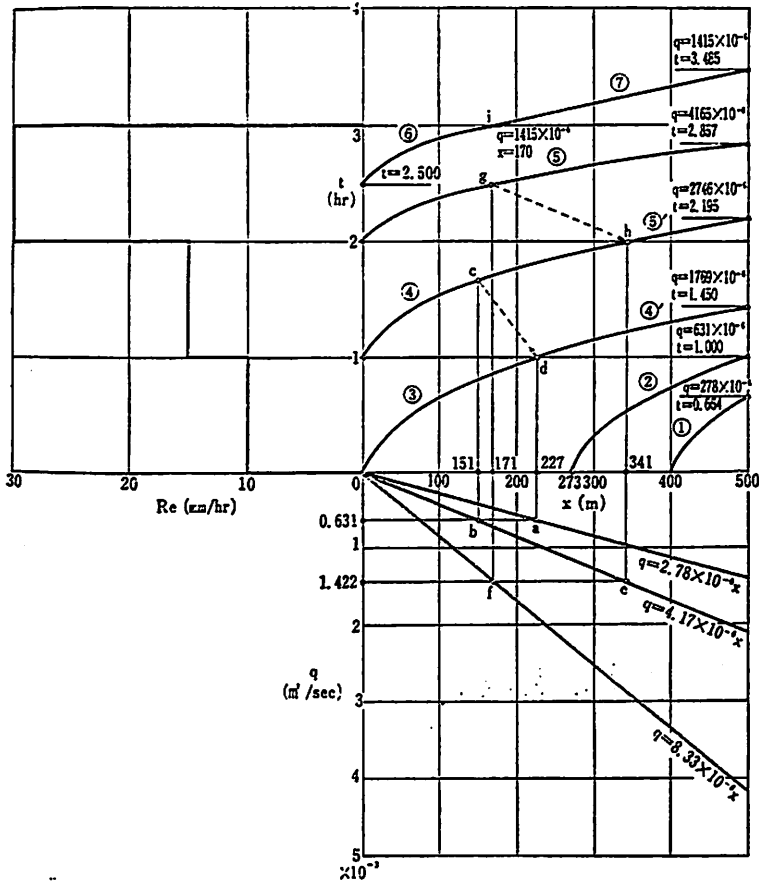 4
q=1415×10⁻⁶
t=3.485
⑦
q=4165×10⁻⁶
t=2.857
⑥
i
3
q=1415×10⁻⁶
x=170
⑤
t
(hr)
t=2.500
g
q=2746×10⁻⁶
t=2.195
⑤'
2
h
q=1769×10⁻⁶
t=1.450
④
c
④'
q=631×10⁻⁶
t=1.000
1
d
②
q=278×10⁻⁶
t=0.664
③
①
151 171 227 341
30 20 10 0 100 200 273 300 400 500
Re (mm/hr)
x (m)
0.631
b
a
1
q=2.78×10⁻⁶x
1.422
f
e
q=4.17×10⁻⁶x
2
q
(m³/sec)
3
q=8.33×10⁻⁶x
4
5
×10⁻³